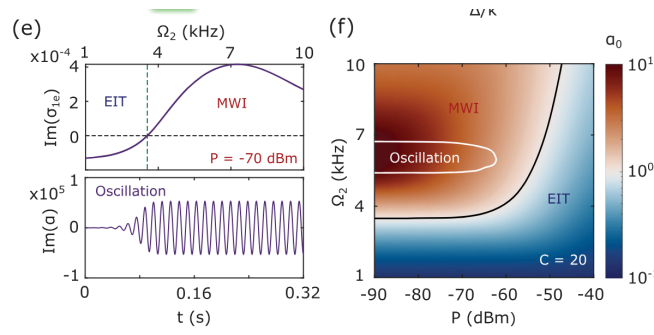 (e)
Ω₂ (kHz)
1 4 7 10
x10⁻⁴
4
2
0
Im(σ₁ₑ)
EIT
MWI
P = -70 dBm
x10⁵
1
0
-1
Im(α)
Oscillation
0 0.16 0.32
t (s)
Δ/κ
(f)
10
7
4
1
Ω₂ (kHz)
MWI
Oscillation
EIT
C = 20
-90 -80 -70 -60 -50 -40
P (dBm)
α₀
10¹
10⁰
10⁻¹